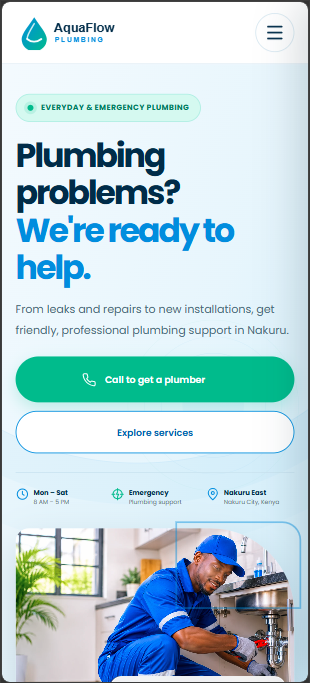 AquaFlow
PLUMBING
EVERYDAY & EMERGENCY PLUMBING
Plumbing
problems?
We're ready to
help.
From leaks and repairs to new installations, get
friendly, professional plumbing support in Nakuru.
Call to get a plumber
Explore services
Mon – Sat
8 AM – 5 PM
Emergency
Plumbing support
Nakuru East
Nakuru City, Kenya